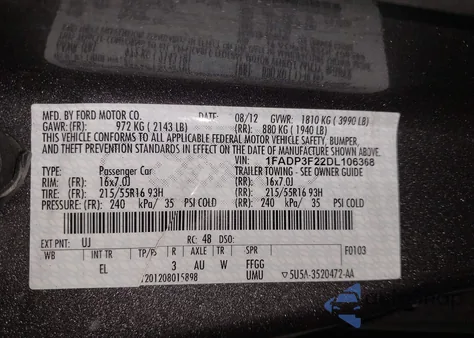 MFD. BY FORD MOTOR CO.
DATE: 08/12 GVWR: 1810 KG ( 3990 LB)
GAWR: (FR) 972 KG ( 2143 LB) (RR): 880 KG ( 1940 LB)
THIS VEHICLE CONFORMS TO ALL APPLICABLE FEDERAL MOTOR VEHICLE SAFETY, BUMPER,
AND THEFT PREVENTION STANDARDS IN EFFECT ON THE DATE OF MANUFACTURE SHOWN ABOVE.
VIN: 1FADP3F22DL106368
TYPE: Passenger Car TRAILER TOWING - SEE OWNER GUIDE
RIM: (FR) 16x7.0J (RR): 16x7.0J
TIRE: (FR) 215/55R16 93H (RR): 215/55R16 93H
PRESSURE: (FR) 240 kPa/ 35 PSI COLD (RR): 240 kPa/ 35 PSI COLD
EXT PNT: UJ RC: 48 DSO: F0103
WB INT TR TP/PS R AXLE TR SPR
EL 3 AU W FFGG
201208015898 UMU 5U5A-3520472-AA